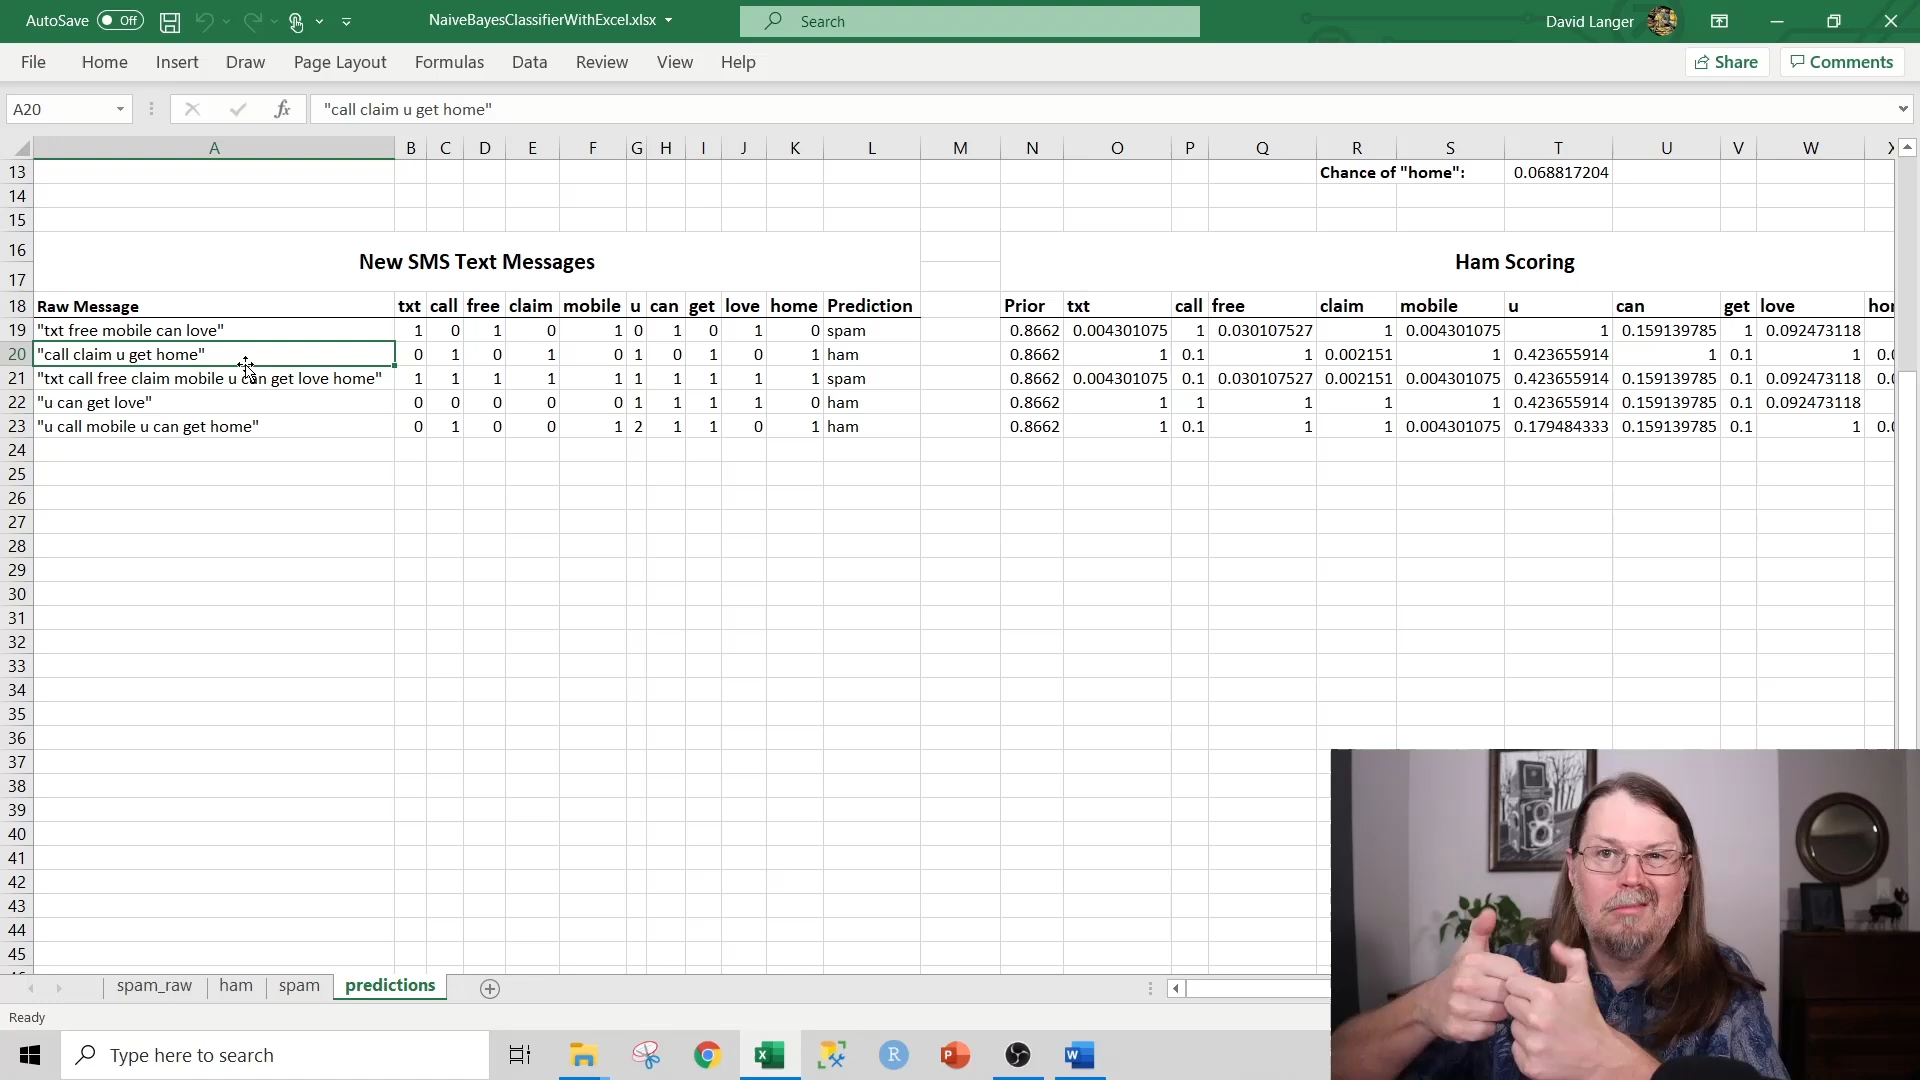 AutoSave Off NaiveBayesClassifierWithExcel.xlsx Search David Langer
File Home Insert Draw Page Layout Formulas Data Review View Help Share Comments
A20 fx "call claim u get home"
A B C D E F G H I J K L M N O P Q R S T U V W
13 Chance of "home": 0.068817204
14
15
16
New SMS Text Messages Ham Scoring
17
18 Raw Message txt call free claim mobile u can get love home Prediction Prior txt call free claim mobile u can get love
19 "txt free mobile can love" 1 0 1 0 1 0 1 0 1 0 spam 0.8662 0.004301075 1 0.030107527 1 0.004301075 1 0.159139785 1 0.092473118
20 "call claim u get home" 0 1 0 1 0 1 0 1 0 1 ham 0.8662 1 0.1 1 0.002151 1 0.423655914 1 0.1 1
21 "txt call free claim mobile u can get love home" 1 1 1 1 1 1 1 1 1 1 spam 0.8662 0.004301075 0.1 0.030107527 0.002151 0.004301075 0.423655914 0.159139785 0.1 0.092473118
22 "u can get love" 0 0 0 0 0 1 1 1 1 0 ham 0.8662 1 1 1 1 1 0.423655914 0.159139785 0.1 0.092473118
23 "u call mobile u can get home" 0 1 0 0 1 2 1 1 0 1 ham 0.8662 1 0.1 1 1 0.004301075 0.179484333 0.159139785 0.1 1
24
25
26
27
28
29
30
31
32
33
34
35
36
37
38
39
40
41
42
43
44
45
spam_raw ham spam predictions
Ready
Type here to search